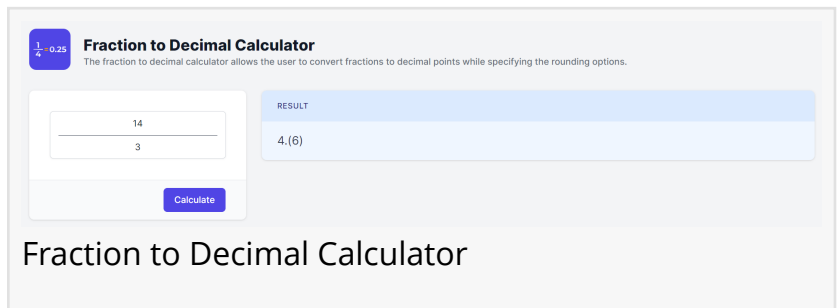 1
4
=0.25
Fraction to Decimal Calculator
The fraction to decimal calculator allows the user to convert fractions to decimal points while specifying the rounding options.
14
3
Calculate
RESULT
4.(6)
Fraction to Decimal Calculator